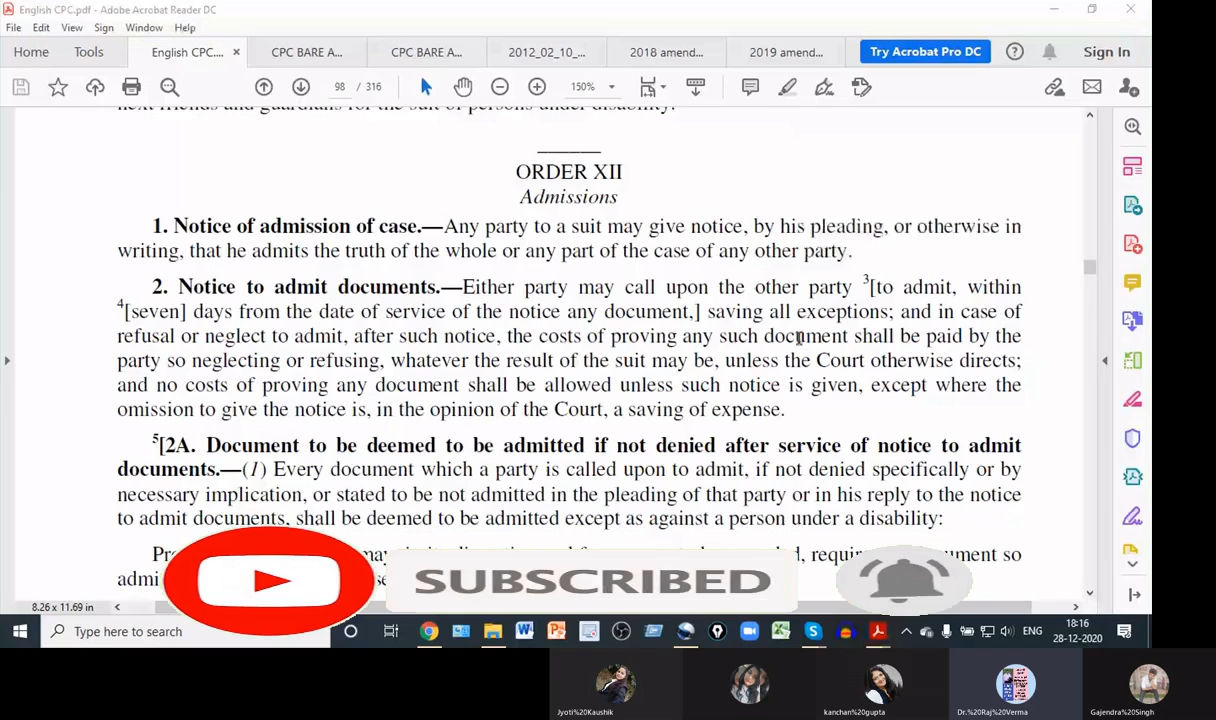 English CPC.pdf - Adobe Acrobat Reader DC
File Edit View Sign Window Help
Home Tools English CPC.... × CPC BARE A... CPC BARE A... 2012_02_10_... 2018 amend... 2019 amend... Try Acrobat Pro DC Sign In
98 / 316 150%
next friends and guardians for the suit of persons under disability.
ORDER XII
Admissions
1. Notice of admission of case.—Any party to a suit may give notice, by his pleading, or otherwise in
writing, that he admits the truth of the whole or any part of the case of any other party.
2. Notice to admit documents.—Either party may call upon the other party 3[to admit, within
4[seven] days from the date of service of the notice any document,] saving all exceptions; and in case of
refusal or neglect to admit, after such notice, the costs of proving any such document shall be paid by the
party so neglecting or refusing, whatever the result of the suit may be, unless the Court otherwise directs;
and no costs of proving any document shall be allowed unless such notice is given, except where the
omission to give the notice is, in the opinion of the Court, a saving of expense.
5[2A. Document to be deemed to be admitted if not denied after service of notice to admit
documents.—(1) Every document which a party is called upon to admit, if not denied specifically or by
necessary implication, or stated to be not admitted in the pleading of that party or in his reply to the notice
to admit documents, shall be deemed to be admitted except as against a person under a disability:
may
so
SUBSCRIBED
8.26 x 11.69 in
Type here to search
ENG
18:16
28-12-2020
Jyoti%20Kaushik kanchan%20gupta Dr.%20Raj%20Verma Gajendra%20Singh